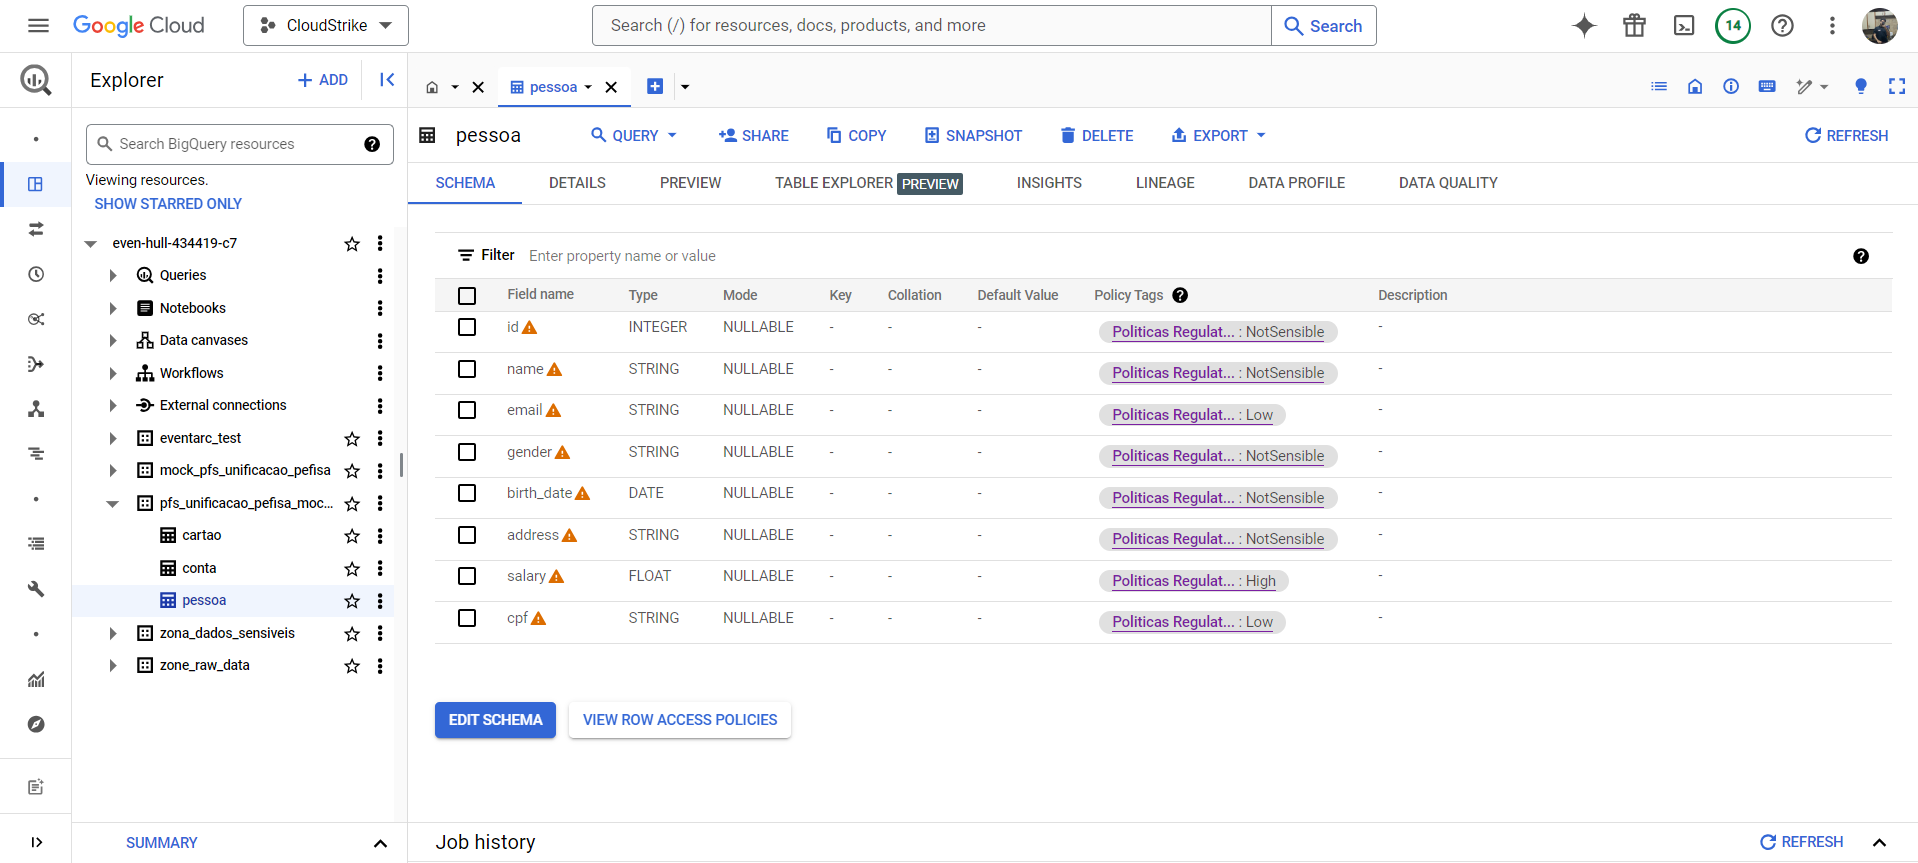 Google Cloud
CloudStrike
Search (/) for resources, docs, products, and more
Search
14
Explorer
ADD
pessoa
Search BigQuery resources
Viewing resources.
SHOW STARRED ONLY
even-hull-434419-c7
Queries
Notebooks
Data canvases
Workflows
External connections
eventarc_test
mock_pfs_unificacao_pefisa
pfs_unificacao_pefisa_moc...
cartao
conta
pessoa
zona_dados_sensiveis
zone_raw_data
SUMMARY
pessoa
QUERY
SHARE
COPY
SNAPSHOT
DELETE
EXPORT
REFRESH
SCHEMA
DETAILS
PREVIEW
TABLE EXPLORER PREVIEW
INSIGHTS
LINEAGE
DATA PROFILE
DATA QUALITY
Filter Enter property name or value
Field name Type Mode Key Collation Default Value Policy Tags Description
id INTEGER NULLABLE - - - Politicas Regulat... : NotSensible -
name STRING NULLABLE - - - Politicas Regulat... : NotSensible -
email STRING NULLABLE - - - Politicas Regulat... : Low -
gender STRING NULLABLE - - - Politicas Regulat... : NotSensible -
birth_date DATE NULLABLE - - - Politicas Regulat... : NotSensible -
address STRING NULLABLE - - - Politicas Regulat... : NotSensible -
salary FLOAT NULLABLE - - - Politicas Regulat... : High -
cpf STRING NULLABLE - - - Politicas Regulat... : Low -
EDIT SCHEMA
VIEW ROW ACCESS POLICIES
Job history
REFRESH